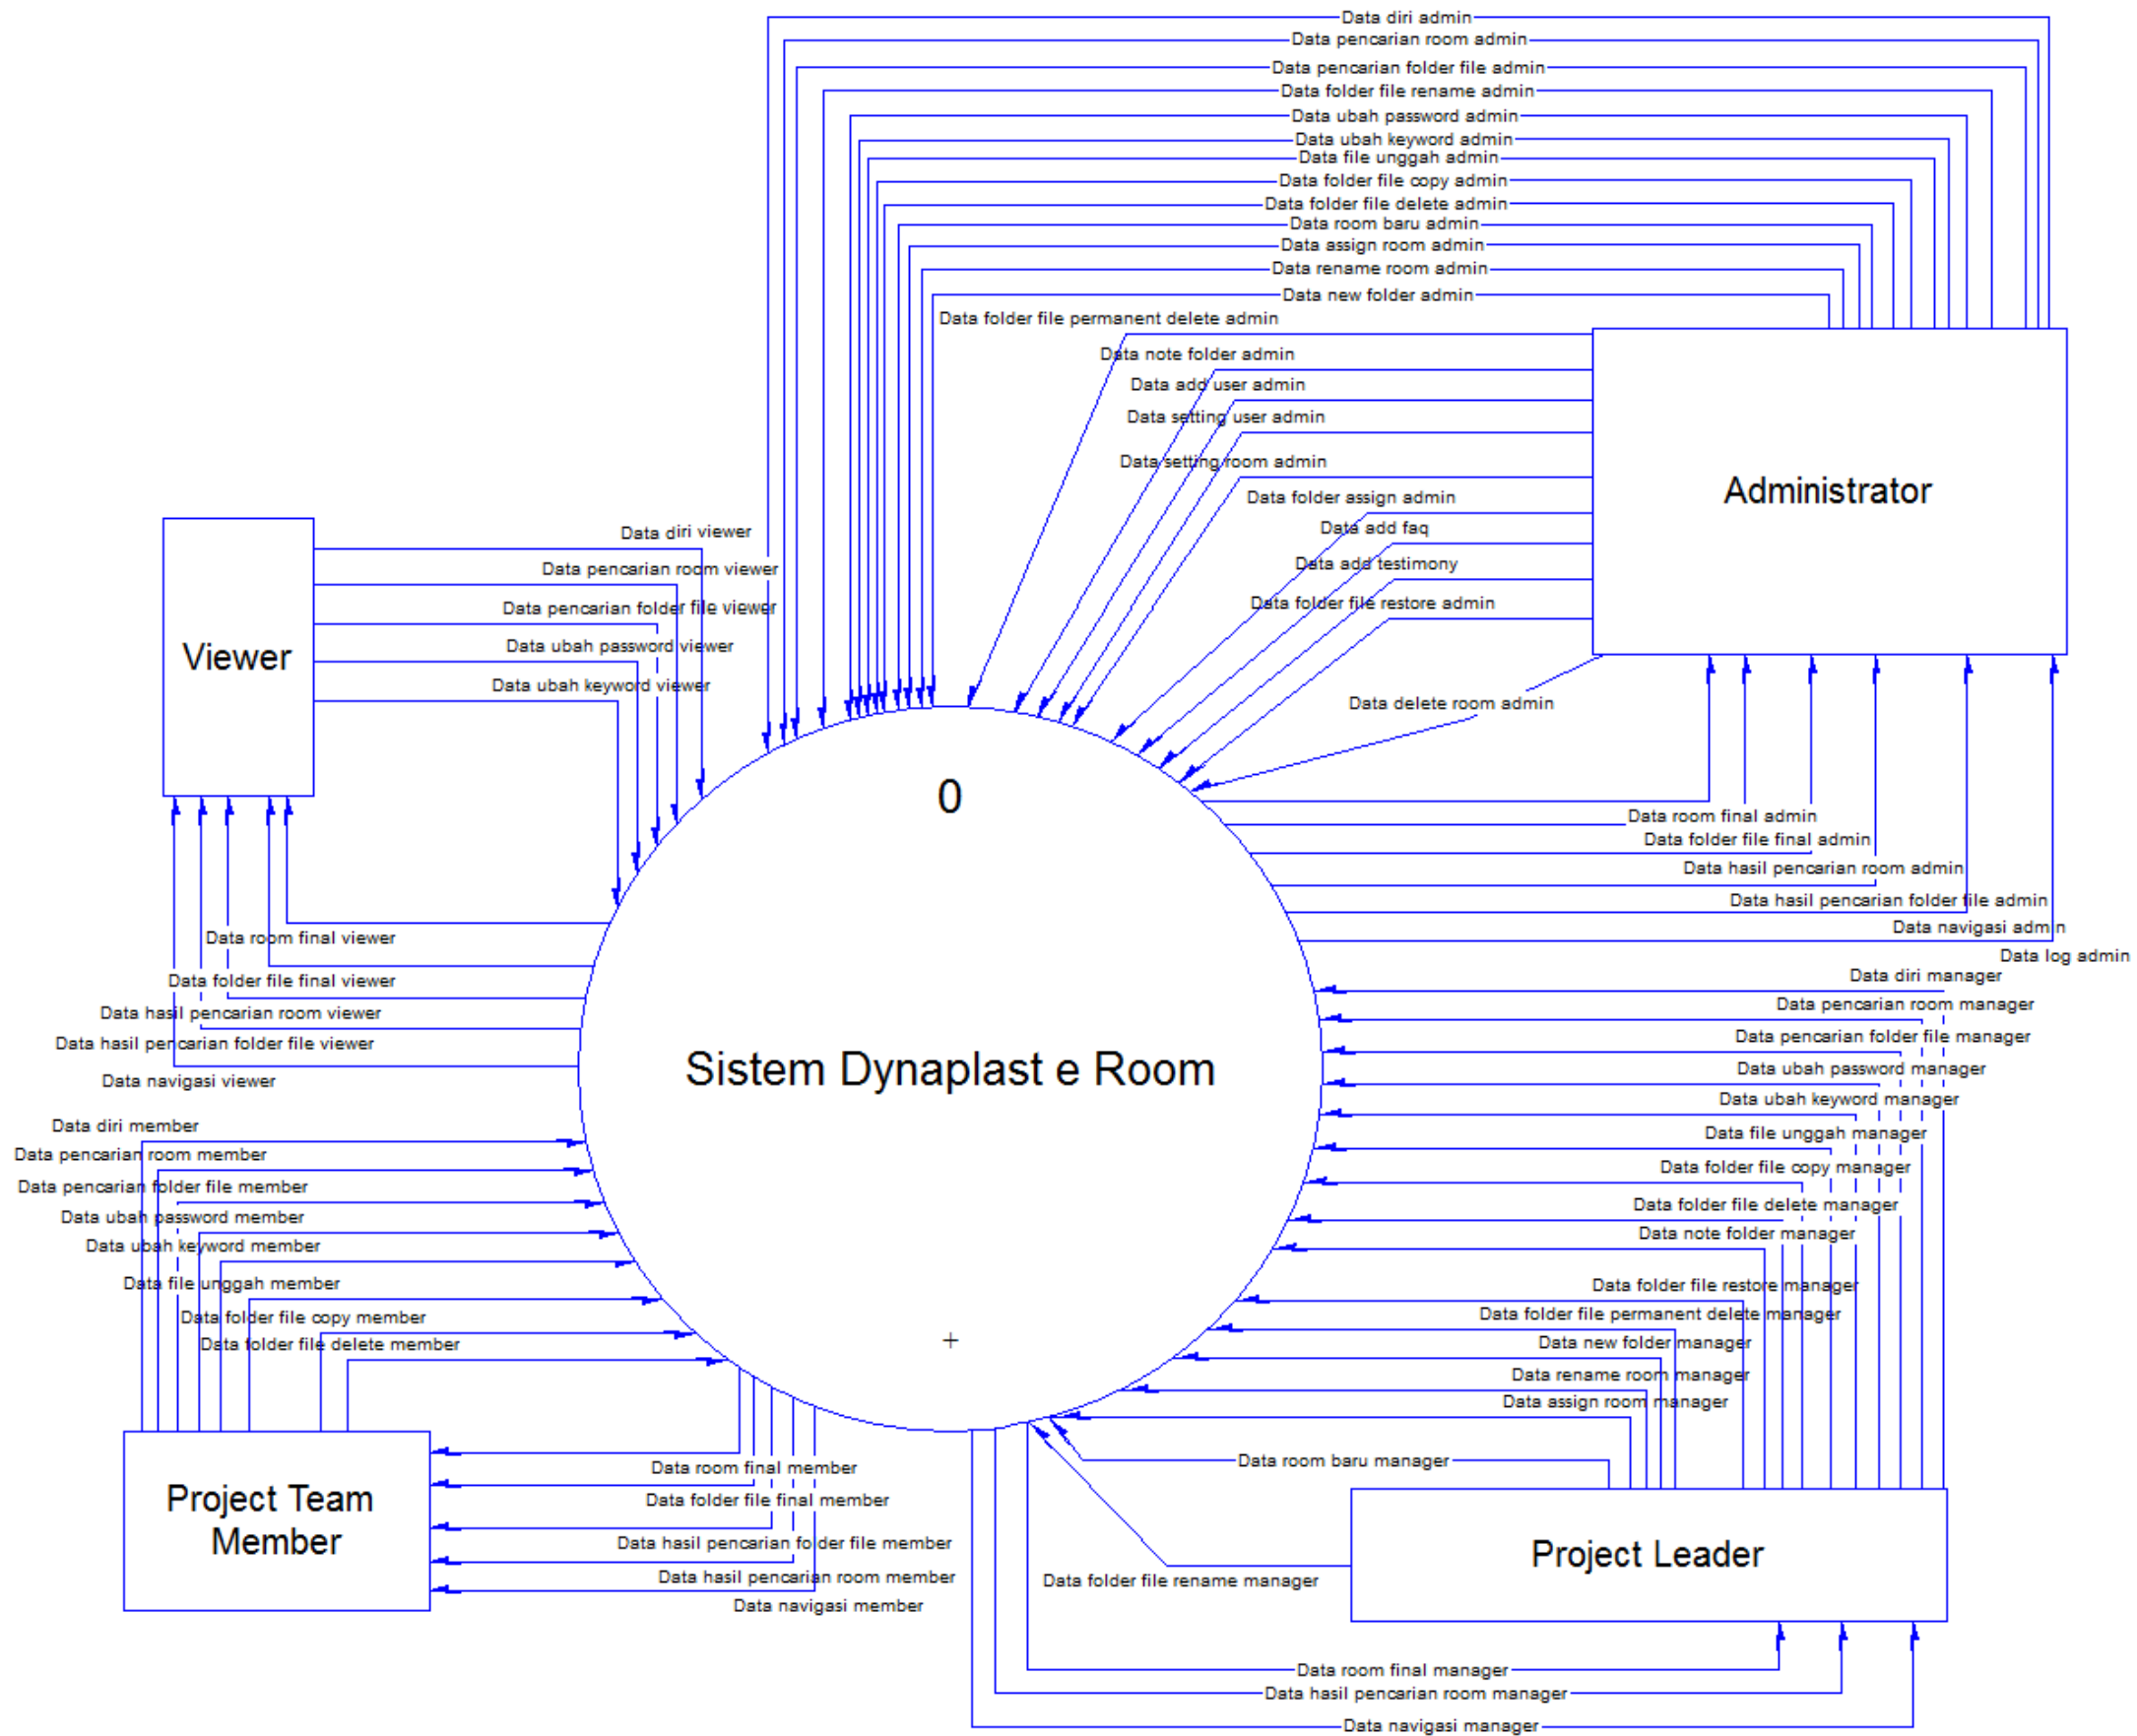 Data diri admin
Data pencarian room admin
Data pencarian folder file admin
Data folder file rename admin
Data ubah password admin
Data ubah keyword admin
Data file unggah admin
Data folder file copy admin
Data folder file delete admin
Data room baru admin
Data assign room admin
Data rename room admin
Data new folder admin
Data folder file permanent delete admin
Data note folder admin
Data add user admin
Data setting user admin
Data setting room admin
Data folder assign admin
Data add faq
Data add testimony
Data folder file restore admin
Data delete room admin
Administrator
Data diri viewer
Data pencarian room viewer
Data pencarian folder file viewer
Data ubah password viewer
Data ubah keyword viewer
Viewer
0
Data room final admin
Data folder file final admin
Data hasil pencarian room admin
Data hasil pencarian folder file admin
Data navigasi admin
Data log admin
Data room final viewer
Data folder file final viewer
Data hasil pencarian room viewer
Data hasil pencarian folder file viewer
Data navigasi viewer
Sistem Dynaplast e Room
Data diri manager
Data pencarian room manager
Data pencarian folder file manager
Data ubah password manager
Data ubah keyword manager
Data file unggah manager
Data folder file copy manager
Data folder file delete manager
Data note folder manager
Data folder file restore manager
Data folder file permanent delete manager
Data new folder manager
Data rename room manager
Data assign room manager
Data room baru manager
Data folder file rename manager
Data diri member
Data pencarian room member
Data pencarian folder file member
Data ubah password member
Data ubah keyword member
Data file unggah member
Data folder file copy member
Data folder file delete member
+
Project Team
Member
Data room final member
Data folder file final member
Data hasil pencarian folder file member
Data hasil pencarian room member
Data navigasi member
Project Leader
Data room final manager
Data hasil pencarian room manager
Data navigasi manager